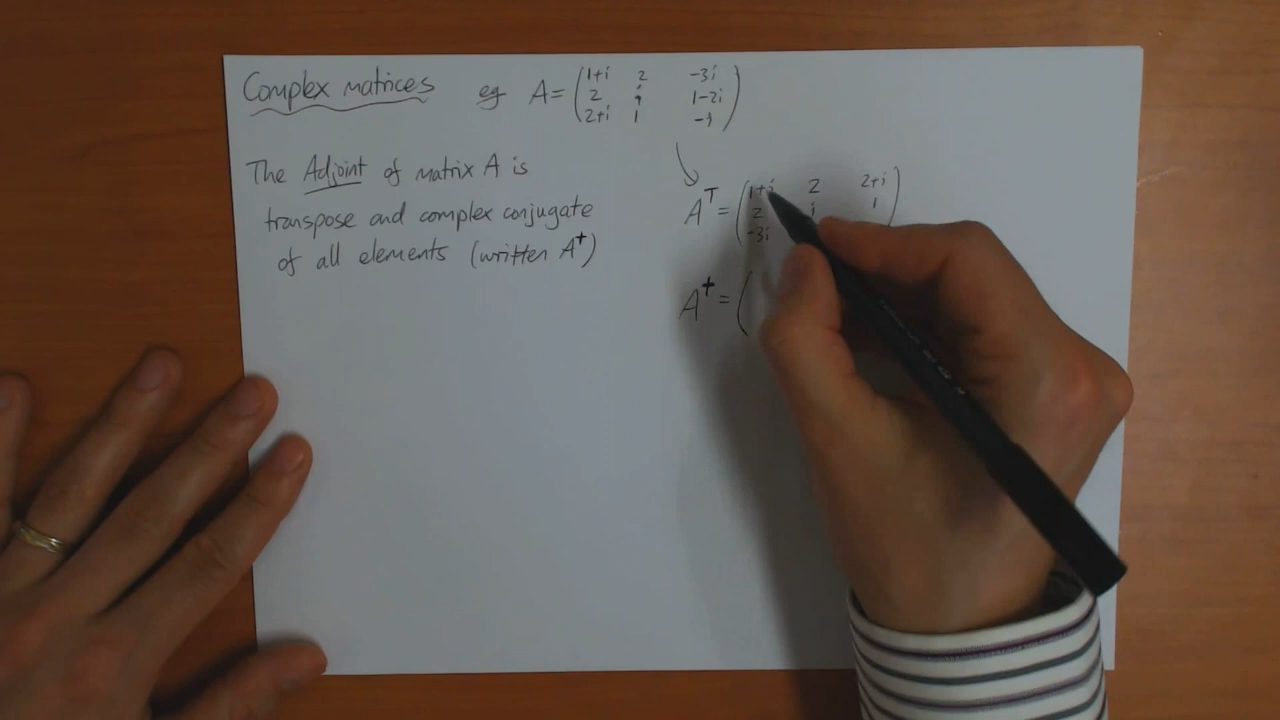 Complex matrices eg A=
1+i 2 -3i
2 i 1-2i
2+i 1
The Adjoint of matrix A is
transpose and complex conjugate
of all elements (written A†)
Aᵀ =
1+i 2 2+i
2 i 1
-3i
A† = (